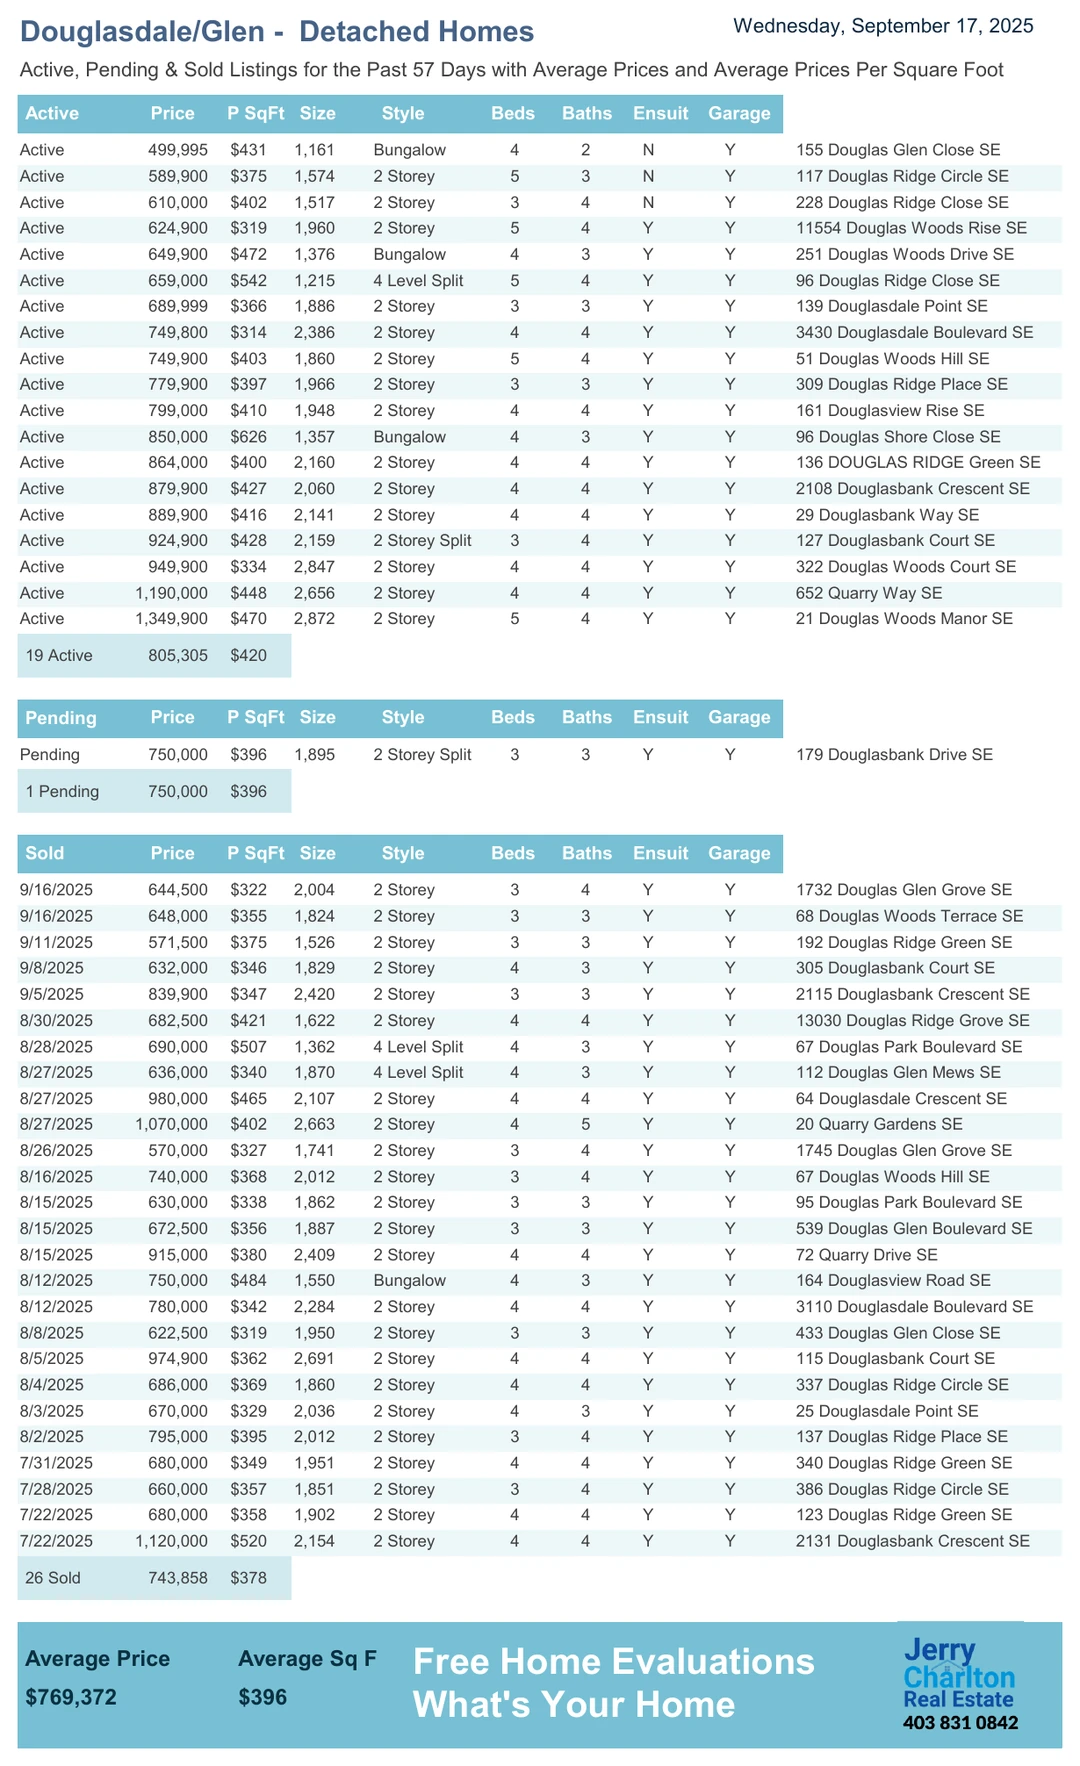 Douglasdale/Glen - Detached Homes
Wednesday, September 17, 2025
Active, Pending & Sold Listings for the Past 57 Days with Average Prices and Average Prices Per Square Foot
Active Price P SqFt Size Style Beds Baths Ensuit Garage
Active 499,995 $431 1,161 Bungalow 4 2 N Y 155 Douglas Glen Close SE
Active 589,900 $375 1,574 2 Storey 5 3 N Y 117 Douglas Ridge Circle SE
Active 610,000 $402 1,517 2 Storey 3 4 N Y 228 Douglas Ridge Close SE
Active 624,900 $319 1,960 2 Storey 5 4 Y Y 11554 Douglas Woods Rise SE
Active 649,900 $472 1,376 Bungalow 4 3 Y Y 251 Douglas Woods Drive SE
Active 659,000 $542 1,215 4 Level Split 5 4 Y Y 96 Douglas Ridge Close SE
Active 689,999 $366 1,886 2 Storey 3 3 Y Y 139 Douglasdale Point SE
Active 749,800 $314 2,386 2 Storey 4 4 Y Y 3430 Douglasdale Boulevard SE
Active 749,900 $403 1,860 2 Storey 5 4 Y Y 51 Douglas Woods Hill SE
Active 779,900 $397 1,966 2 Storey 3 3 Y Y 309 Douglas Ridge Place SE
Active 799,000 $410 1,948 2 Storey 4 4 Y Y 161 Douglasview Rise SE
Active 850,000 $626 1,357 Bungalow 4 3 Y Y 96 Douglas Shore Close SE
Active 864,000 $400 2,160 2 Storey 4 4 Y Y 136 DOUGLAS RIDGE Green SE
Active 879,900 $427 2,060 2 Storey 4 4 Y Y 2108 Douglasbank Crescent SE
Active 889,900 $416 2,141 2 Storey 4 4 Y Y 29 Douglasbank Way SE
Active 924,900 $428 2,159 2 Storey Split 3 4 Y Y 127 Douglasbank Court SE
Active 949,900 $334 2,847 2 Storey 4 4 Y Y 322 Douglas Woods Court SE
Active 1,190,000 $448 2,656 2 Storey 4 4 Y Y 652 Quarry Way SE
Active 1,349,900 $470 2,872 2 Storey 5 4 Y Y 21 Douglas Woods Manor SE
19 Active 805,305 $420
Pending Price P SqFt Size Style Beds Baths Ensuit Garage
Pending 750,000 $396 1,895 2 Storey Split 3 3 Y Y 179 Douglasbank Drive SE
1 Pending 750,000 $396
Sold Price P SqFt Size Style Beds Baths Ensuit Garage
9/16/2025 644,500 $322 2,004 2 Storey 3 4 Y Y 1732 Douglas Glen Grove SE
9/16/2025 648,000 $355 1,824 2 Storey 3 3 Y Y 68 Douglas Woods Terrace SE
9/11/2025 571,500 $375 1,526 2 Storey 3 3 Y Y 192 Douglas Ridge Green SE
9/8/2025 632,000 $346 1,829 2 Storey 4 3 Y Y 305 Douglasbank Court SE
9/5/2025 839,900 $347 2,420 2 Storey 3 3 Y Y 2115 Douglasbank Crescent SE
8/30/2025 682,500 $421 1,622 2 Storey 4 4 Y Y 13030 Douglas Ridge Grove SE
8/28/2025 690,000 $507 1,362 4 Level Split 4 3 Y Y 67 Douglas Park Boulevard SE
8/27/2025 636,000 $340 1,870 4 Level Split 4 3 Y Y 112 Douglas Glen Mews SE
8/27/2025 980,000 $465 2,107 2 Storey 4 4 Y Y 64 Douglasdale Crescent SE
8/27/2025 1,070,000 $402 2,663 2 Storey 4 5 Y Y 20 Quarry Gardens SE
8/26/2025 570,000 $327 1,741 2 Storey 3 4 Y Y 1745 Douglas Glen Grove SE
8/16/2025 740,000 $368 2,012 2 Storey 3 4 Y Y 67 Douglas Woods Hill SE
8/15/2025 630,000 $338 1,862 2 Storey 3 3 Y Y 95 Douglas Park Boulevard SE
8/15/2025 672,500 $356 1,887 2 Storey 3 3 Y Y 539 Douglas Glen Boulevard SE
8/15/2025 915,000 $380 2,409 2 Storey 4 4 Y Y 72 Quarry Drive SE
8/12/2025 750,000 $484 1,550 Bungalow 4 3 Y Y 164 Douglasview Road SE
8/12/2025 780,000 $342 2,284 2 Storey 4 4 Y Y 3110 Douglasdale Boulevard SE
8/8/2025 622,500 $319 1,950 2 Storey 3 3 Y Y 433 Douglas Glen Close SE
8/5/2025 974,900 $362 2,691 2 Storey 4 4 Y Y 115 Douglasbank Court SE
8/4/2025 686,000 $369 1,860 2 Storey 4 4 Y Y 337 Douglas Ridge Circle SE
8/3/2025 670,000 $329 2,036 2 Storey 4 3 Y Y 25 Douglasdale Point SE
8/2/2025 795,000 $395 2,012 2 Storey 3 4 Y Y 137 Douglas Ridge Place SE
7/31/2025 680,000 $349 1,951 2 Storey 4 4 Y Y 340 Douglas Ridge Green SE
7/28/2025 660,000 $357 1,851 2 Storey 3 4 Y Y 386 Douglas Ridge Circle SE
7/22/2025 680,000 $358 1,902 2 Storey 4 4 Y Y 123 Douglas Ridge Green SE
7/22/2025 1,120,000 $520 2,154 2 Storey 4 4 Y Y 2131 Douglasbank Crescent SE
26 Sold 743,858 $378
Average Price Average Sq F
$769,372 $396
Free Home Evaluations
What's Your Home
Jerry
Charlton
Real Estate
403 831 0842